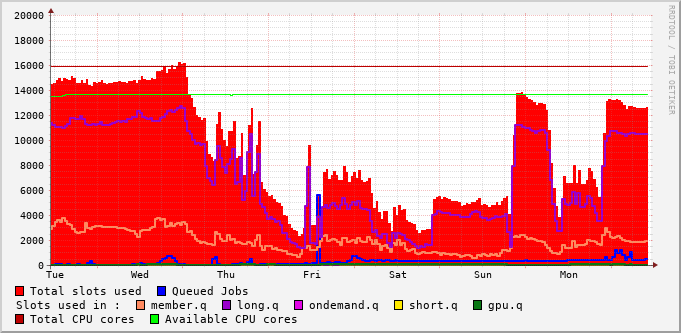 20000
18000
16000
14000
12000
10000
8000
6000
4000
2000
0
Tue Wed Thu Fri Sat Sun Mon
RRDTOOL / TOBI OETIKER
Total slots used Queued Jobs
Slots used in : member.q long.q ondemand.q short.q gpu.q
Total CPU cores Available CPU cores